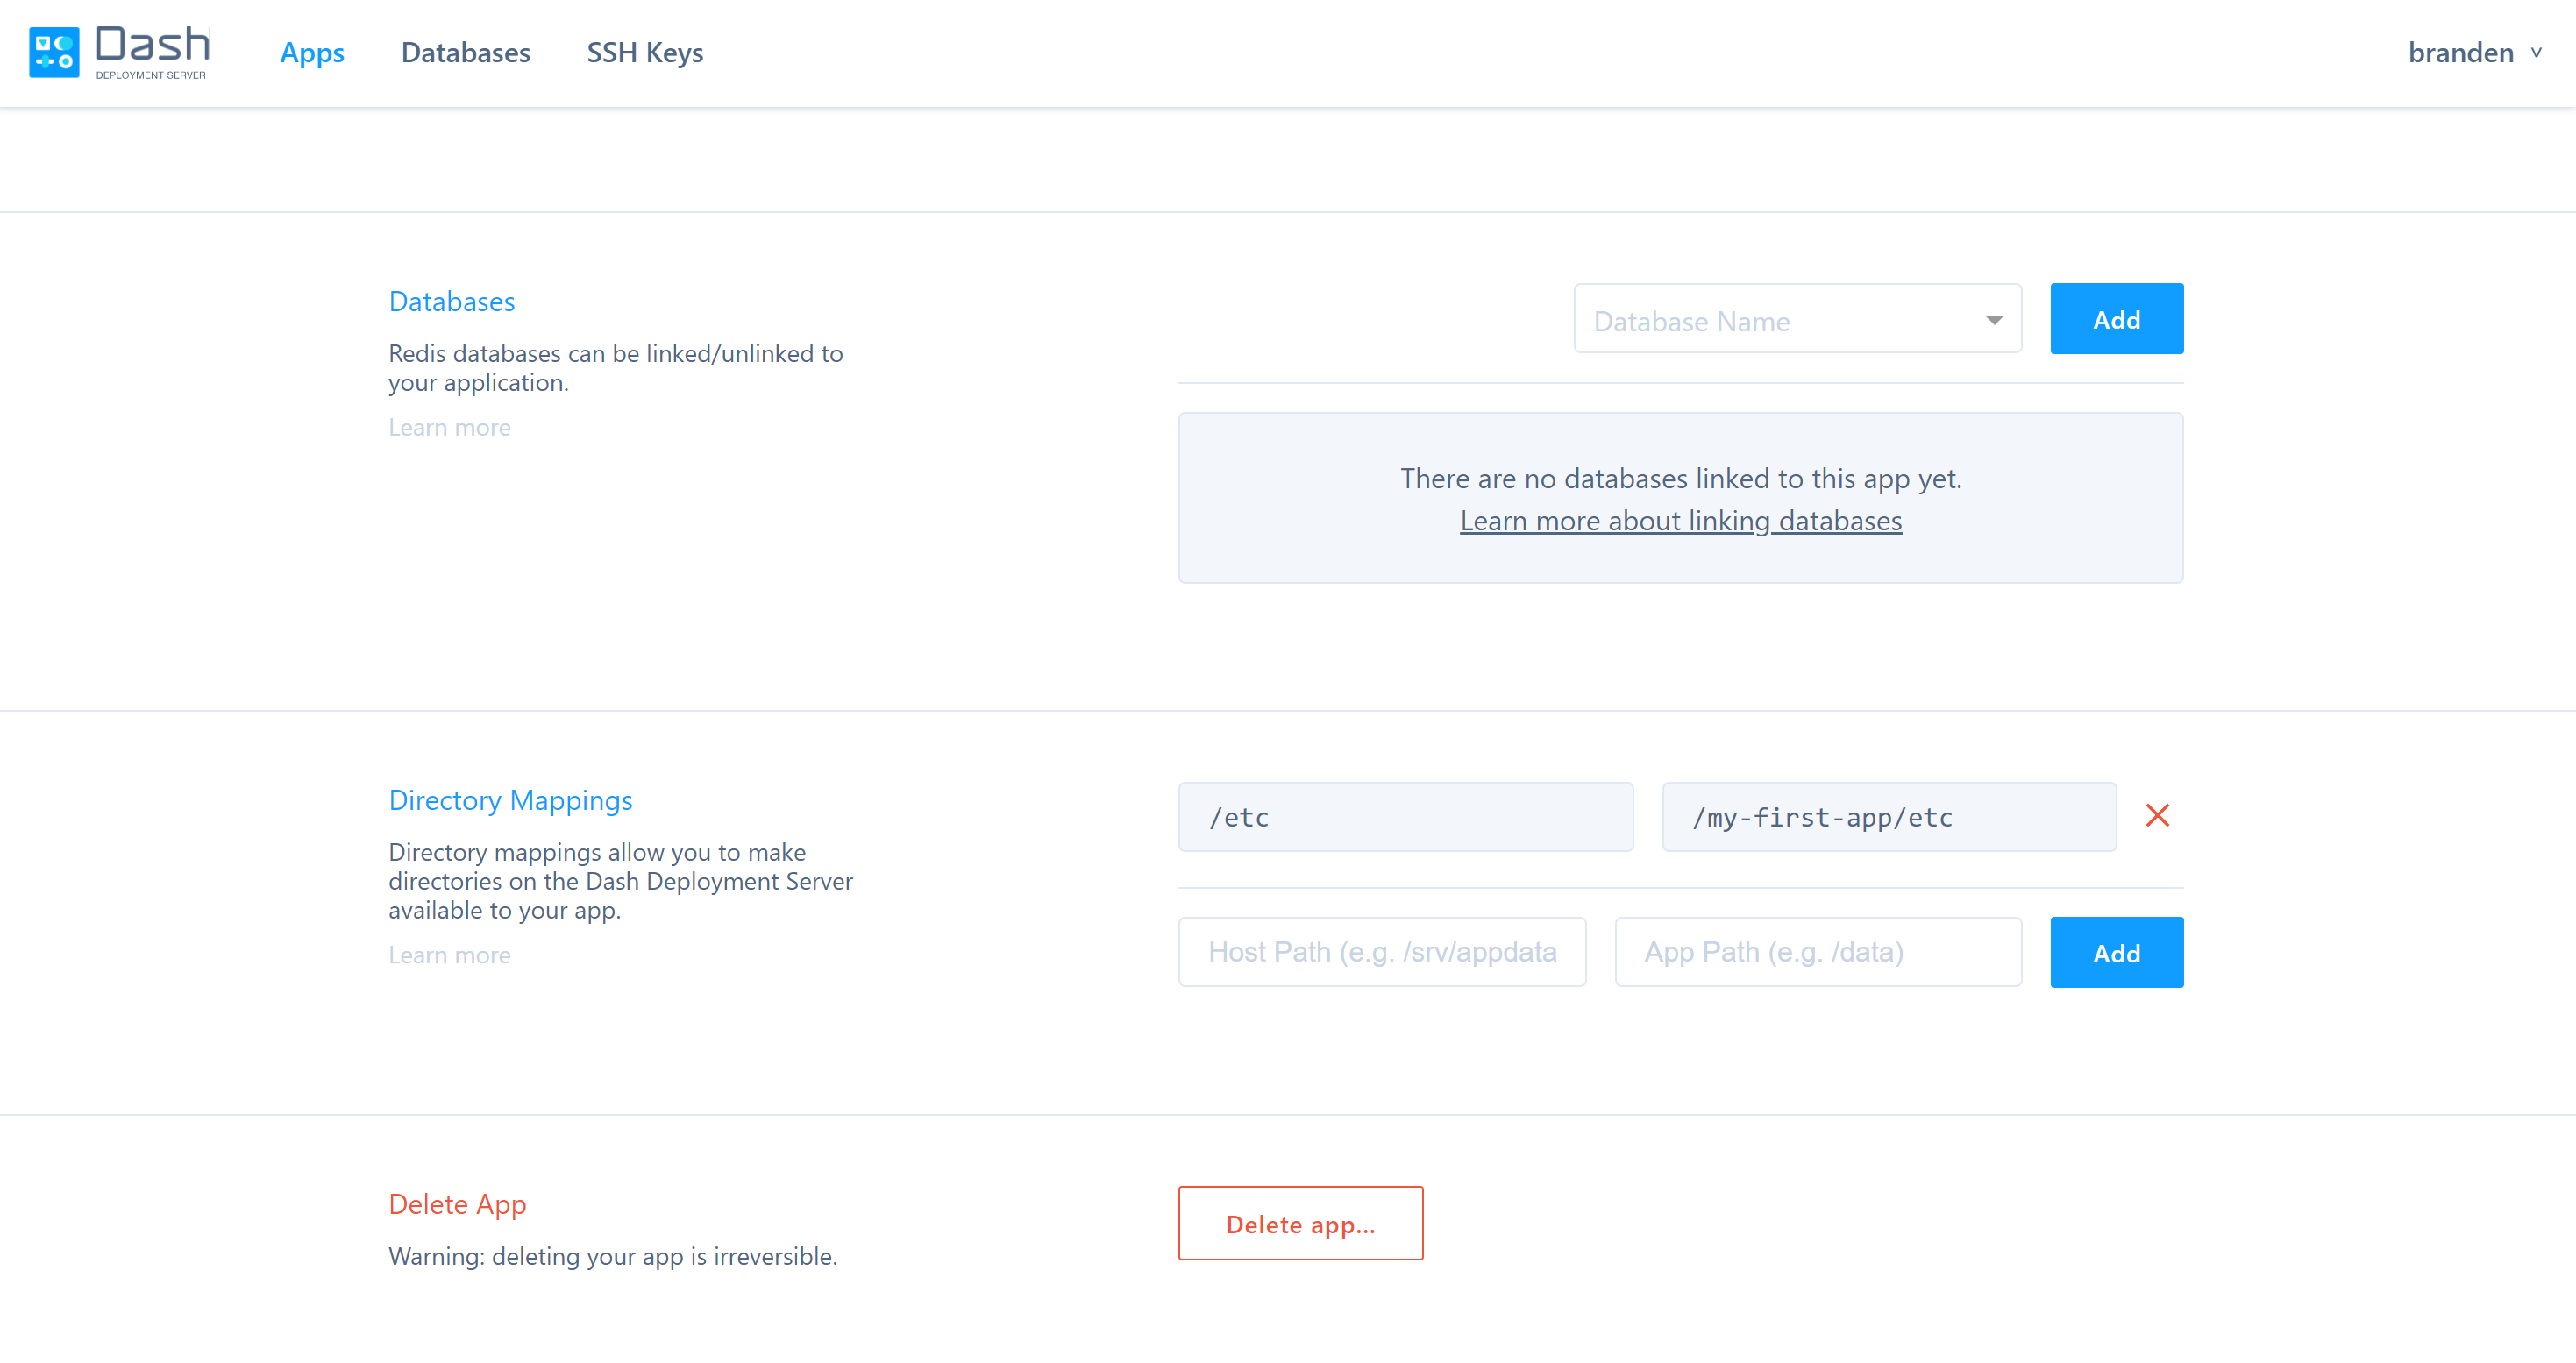 Dash
DEPLOYMENT SERVER
Apps
Databases
SSH Keys
branden
Databases
Redis databases can be linked/unlinked to
your application.
Learn more
Database Name
Add
There are no databases linked to this app yet.
Learn more about linking databases
Directory Mappings
Directory mappings allow you to make
directories on the Dash Deployment Server
available to your app.
Learn more
/etc
/my-first-app/etc
Host Path (e.g. /srv/appdata
App Path (e.g. /data)
Add
Delete App
Warning: deleting your app is irreversible.
Delete app...